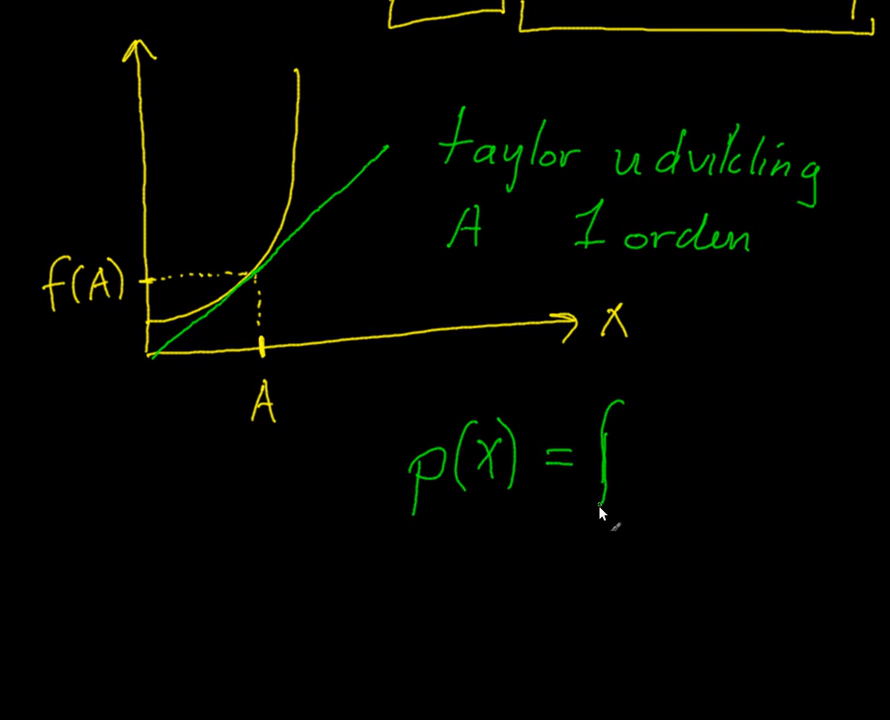 taylor udvikling
A 1 orden
f(A)
X
A
p(x) = ∫